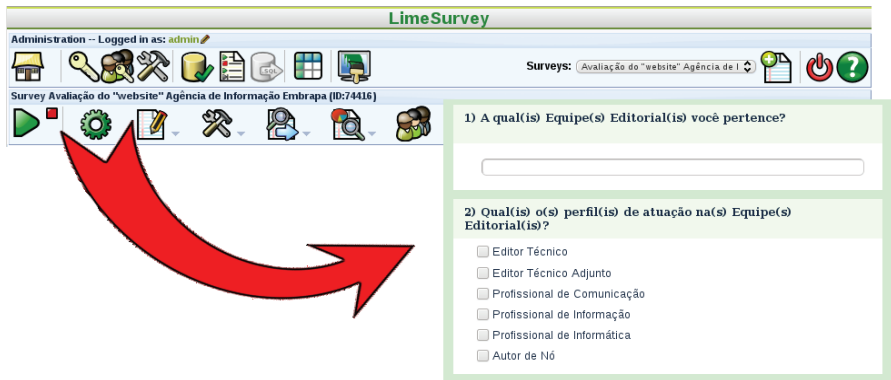 LimeSurvey
Administration -- Logged in as: admin
Surveys: Avaliação do "website" Agência de I
SQL
Survey Avaliação do "website" Agência de Informação Embrapa (ID:74416)
1) A qual(is) Equipe(s) Editorial(is) você pertence?
2) Qual(is) o(s) perfil(is) de atuação na(s) Equipe(s)
Editorial(is)?
Editor Técnico
Editor Técnico Adjunto
Profissional de Comunicação
Profissional de Informação
Profissional de Informática
Autor de Nó